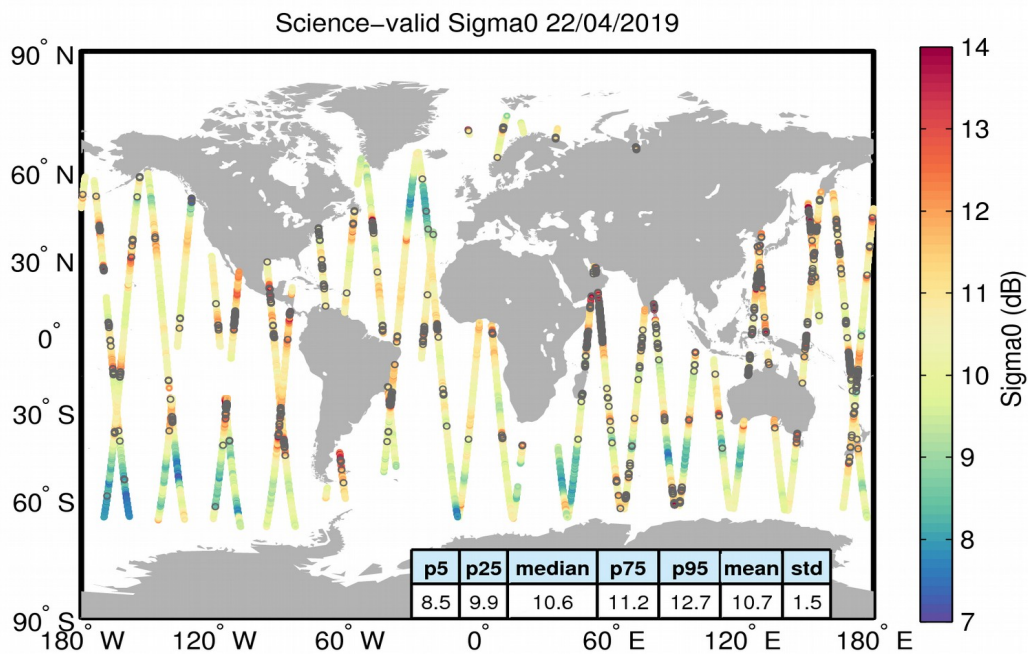 Science−valid Sigma0 22/04/2019
90° N
60° N
30° N
0°
30° S
60° S
90° S
180° W
120° W
60° W
0°
60° E
120° E
180° E
14
13
12
11
10
9
8
7
Sigma0 (dB)
p5 p25 median p75 p95 mean std
8.5 9.9 10.6 11.2 12.7 10.7 1.5